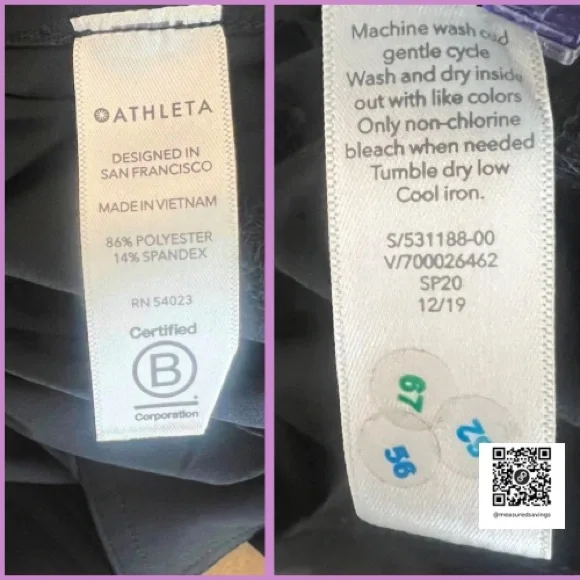 ATHLETA
DESIGNED IN
SAN FRANCISCO
MADE IN VIETNAM
86% POLYESTER
14% SPANDEX
RN 54023
Certified
B
Corporation
Machine wash cold
gentle cycle
Wash and dry inside
out with like colors
Only non-chlorine
bleach when needed
Tumble dry low
Cool iron.
S/531188-00
V/700026462
SP20
12/19
67
56
@measuredsavings